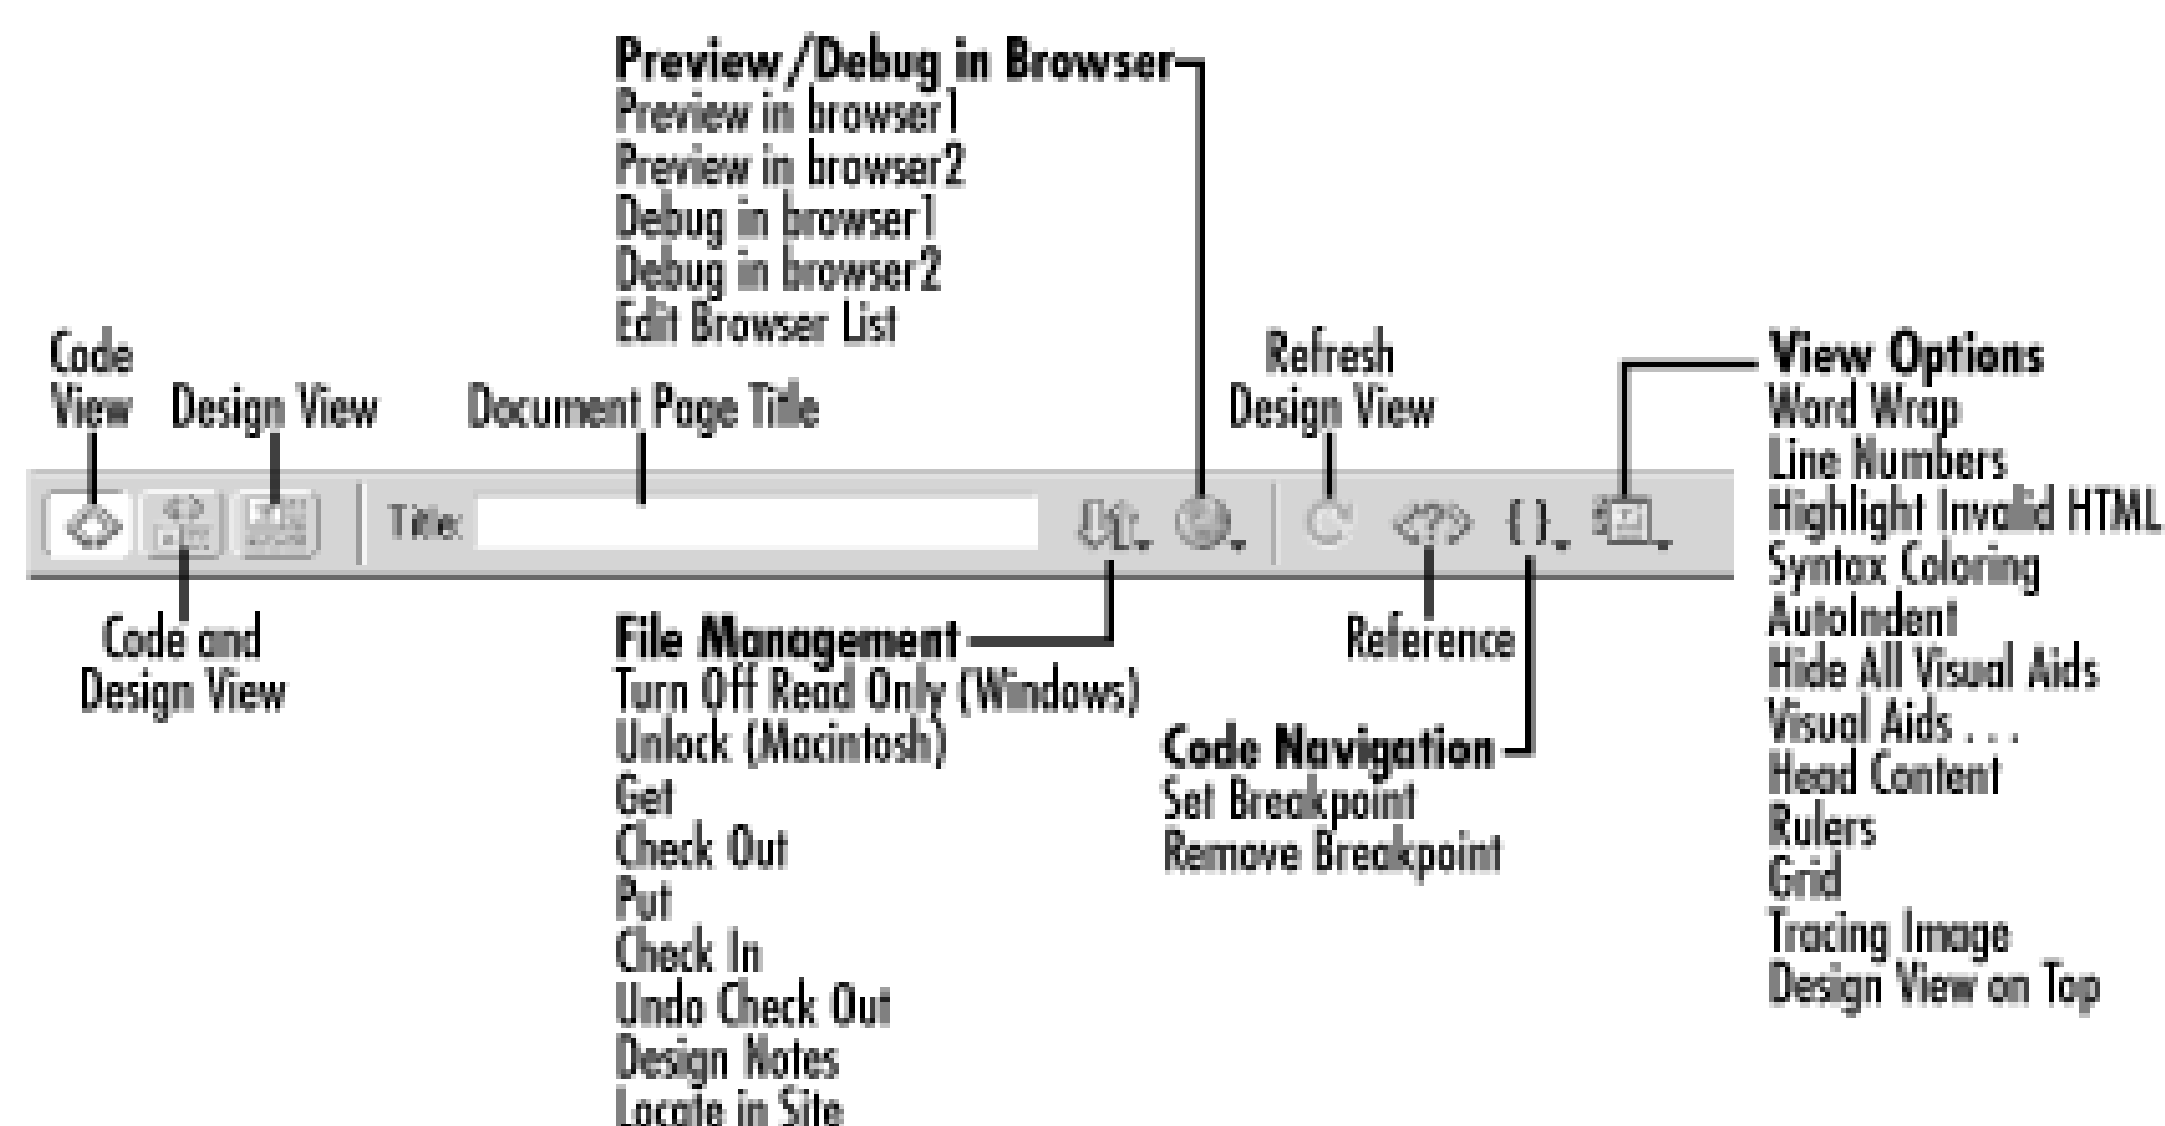 Preview/Debug in Browser
Preview in browser1
Preview in browser2
Debug in browser1
Debug in browser2
Edit Browser List
Code
View
Design View
Document Page Title
Refresh
Design View
View Options
Word Wrap
Line Numbers
Highlight Invalid HTML
Syntax Coloring
AutoIndent
Hide All Visual Aids
Visual Aids . . .
Head Content
Rulers
Grid
Tracing Image
Design View on Top
Title:
<?>
{ }
Code and
Design View
File Management
Turn Off Read Only (Windows)
Unlock (Macintosh)
Get
Check Out
Put
Check In
Undo Check Out
Design Notes
Locate in Site
Reference
Code Navigation
Set Breakpoint
Remove Breakpoint